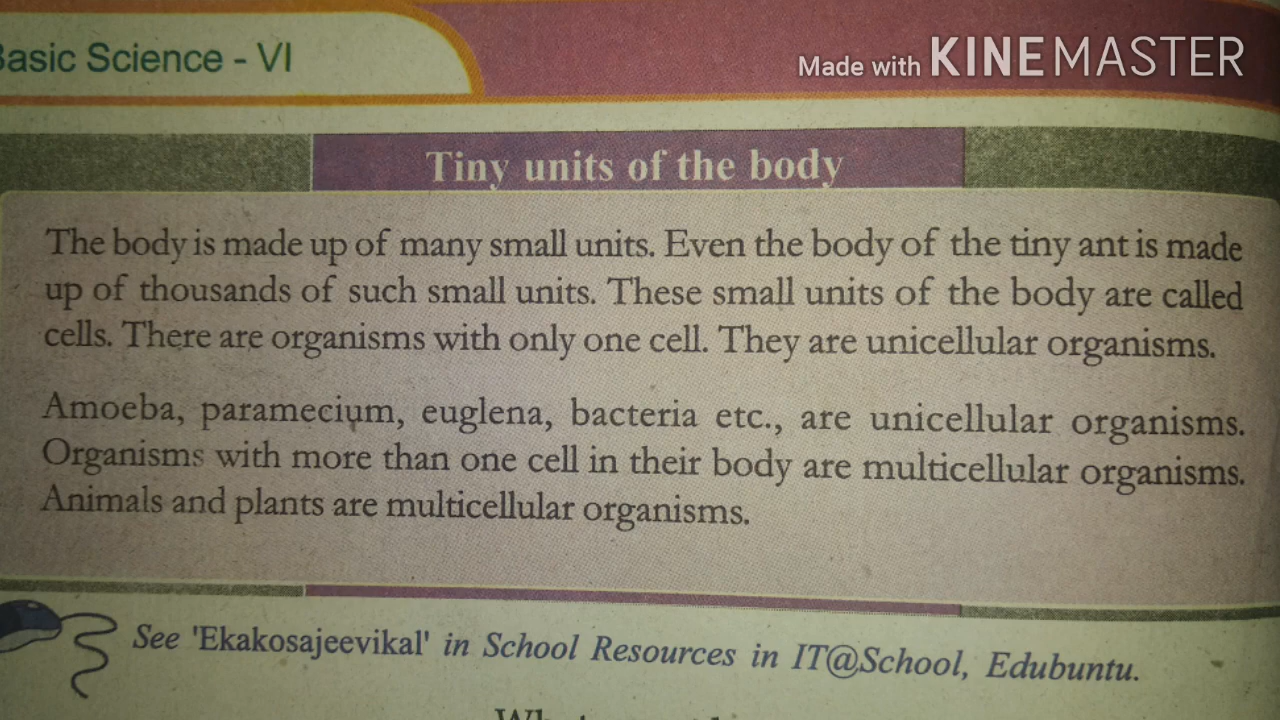 Basic Science - VI
Made with KINEMASTER
Tiny units of the body
The body is made up of many small units. Even the body of the tiny ant is made
up of thousands of such small units. These small units of the body are called
cells. There are organisms with only one cell. They are unicellular organisms.
Amoeba, paramecium, euglena, bacteria etc., are unicellular organisms.
Organisms with more than one cell in their body are multicellular organisms.
Animals and plants are multicellular organisms.
See 'Ekakosajeevikal' in School Resources in IT@School, Edubuntu.